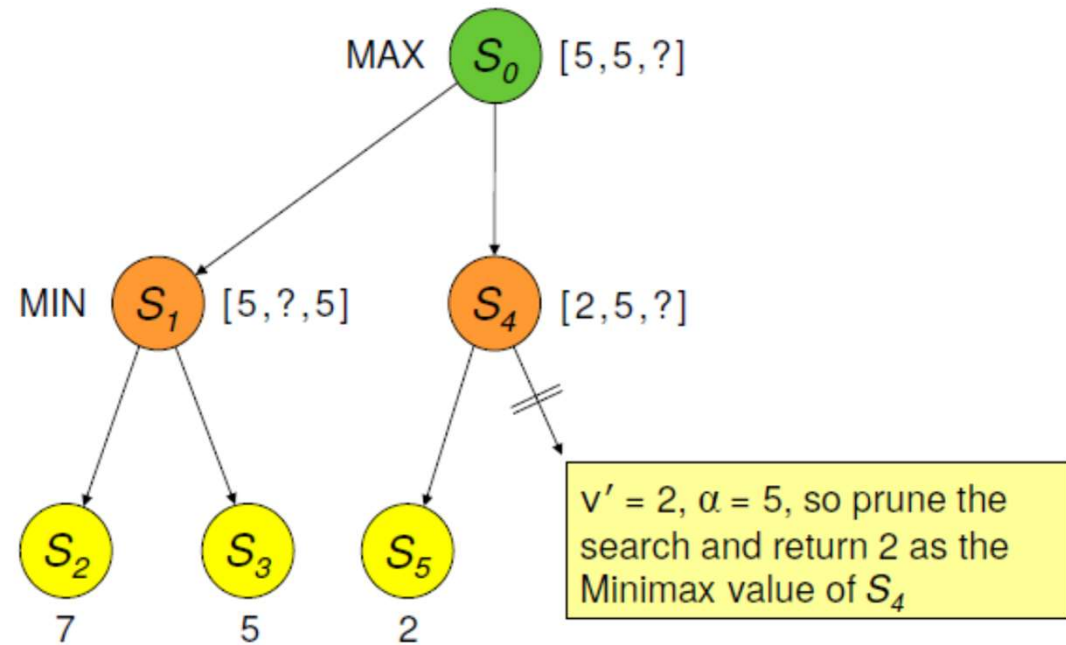 MAX S0 [5,5,?]
MIN S1 [5,?,5] S4 [2,5,?]
v′ = 2, α = 5, so prune the
search and return 2 as the
Minimax value of S4
S2 S3 S5
7 5 2